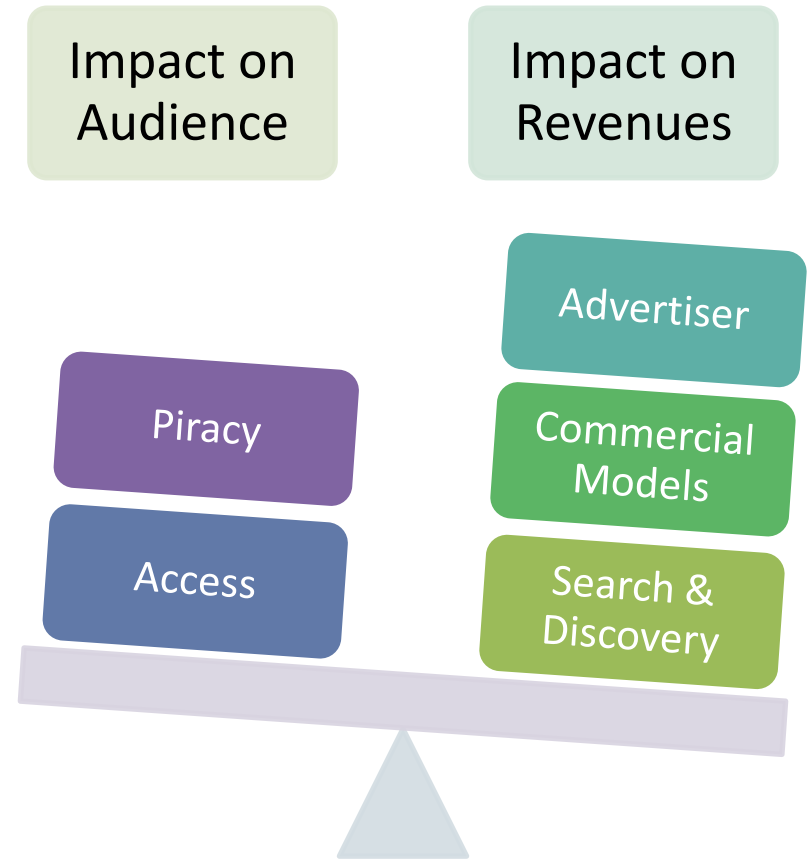 Impact on
Audience
Impact on
Revenues
Piracy
Access
Advertiser
Commercial
Models
Search &
Discovery